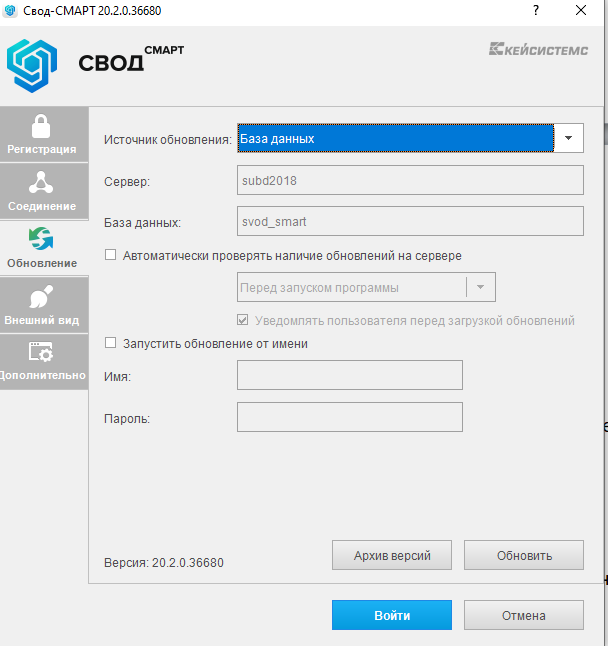 Свод-СМАРТ 20.2.0.36680
СВОД СМАРТ
КЕЙСИСТЕМС
Регистрация
Соединение
Обновление
Внешний вид
Дополнительно
Источник обновления: База данных
Сервер: subd2018
База данных: svod_smart
Автоматически проверять наличие обновлений на сервере
Перед запуском программы
Уведомлять пользователя перед загрузкой обновлений
Запустить обновление от имени
Имя:
Пароль:
Версия: 20.2.0.36680
Архив версий
Обновить
Войти
Отмена